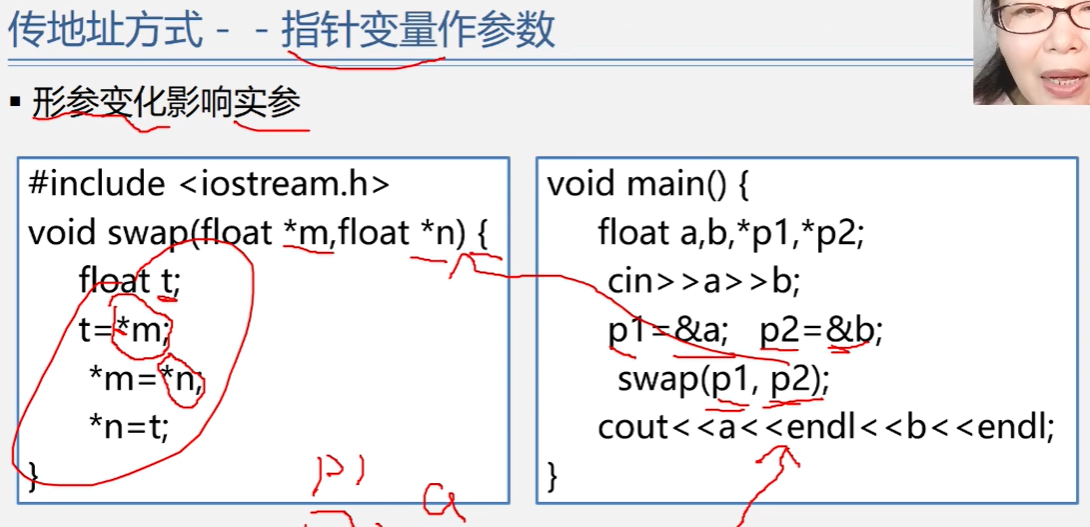 传地址方式- -指针变量作参数
▪ 形参变化影响实参
#include <iostream.h>
void swap(float *m,float *n) {
float t;
t=*m;
*m=*n;
*n=t;
}
void main() {
float a,b,*p1,*p2;
cin>>a>>b;
p1=&a; p2=&b;
swap(p1, p2);
cout<<a<<endl<<b<<endl;
}
p1
a